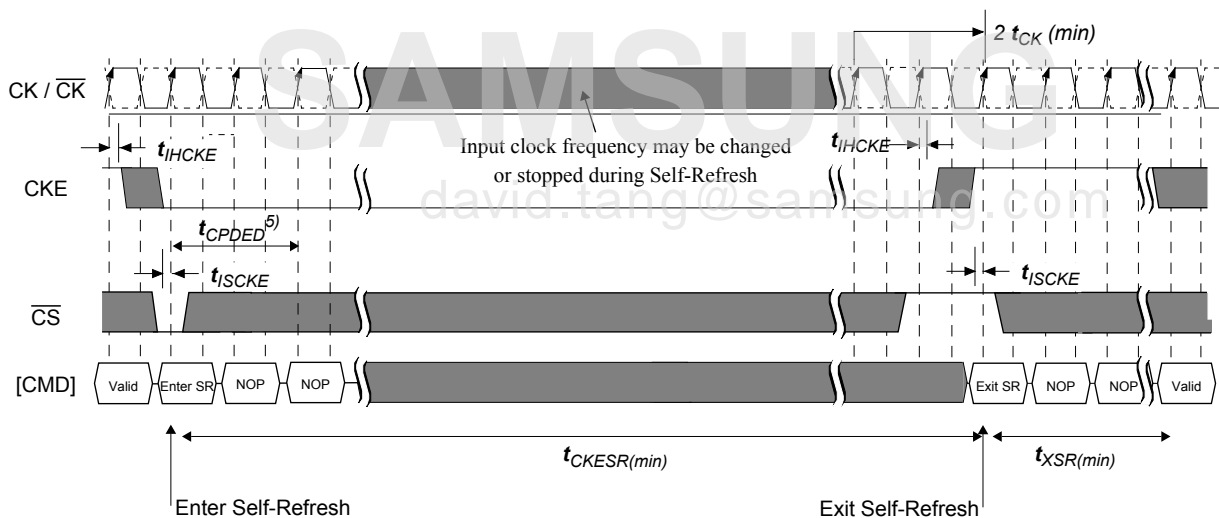 SAMSUNG
2 tCK (min)
CK / CK
tIHCKE
Input clock frequency may be changed
or stopped during Self-Refresh
tIHCKE
CKE
david.tang@samsung.com
tCPDED5)
tISCKE
tISCKE
CS
[CMD]
Valid
Enter SR
NOP
NOP
Exit SR
NOP
NOP
Valid
tCKESR(min)
tXSR(min)
Enter Self-Refresh
Exit Self-Refresh